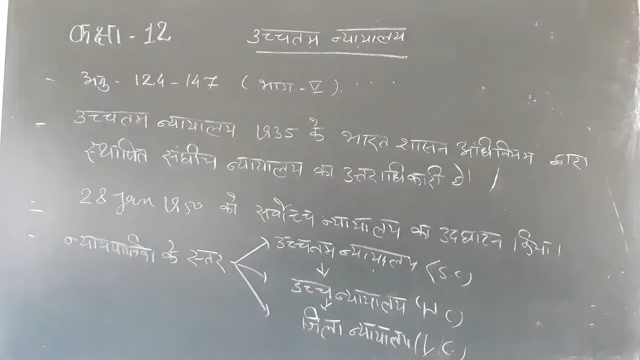 कक्षा - 12
उच्चतम न्यायालय
- अनु - 124-147 ( भाग - V ) . . . .
- उच्चतम न्यायालय 1935 के भारत शासन अधिनियम द्वारा
स्थापित संघीय न्यायालय का उत्तराधिकारी है। /
- 28 Jan 1950 को सर्वोच्च न्यायालय का उदघाटन किया।
- न्यायपालिका के स्तर
उच्चतम न्यायालय (S.C)
उच्च न्यायालय (H.C)
जिला न्यायालय (L.C.)